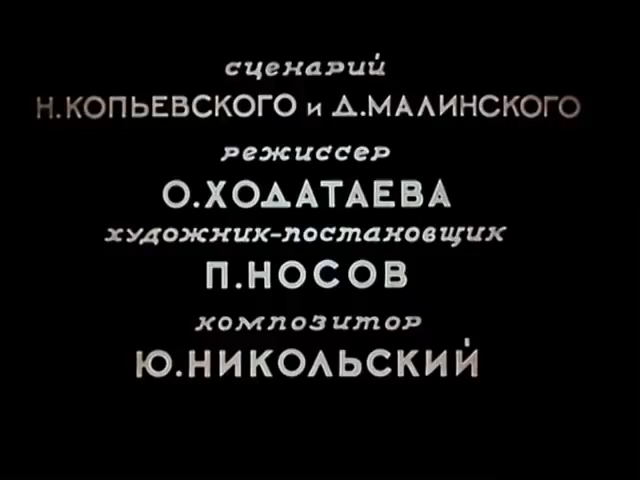 сценарий
Н.КОПЬЕВСКОГО и Д.МАЛИНСКОГО
режиссер
О.ХОДАТАЕВА
художник-постановщик
П.НОСОВ
композитор
Ю.НИКОЛЬСКИЙ